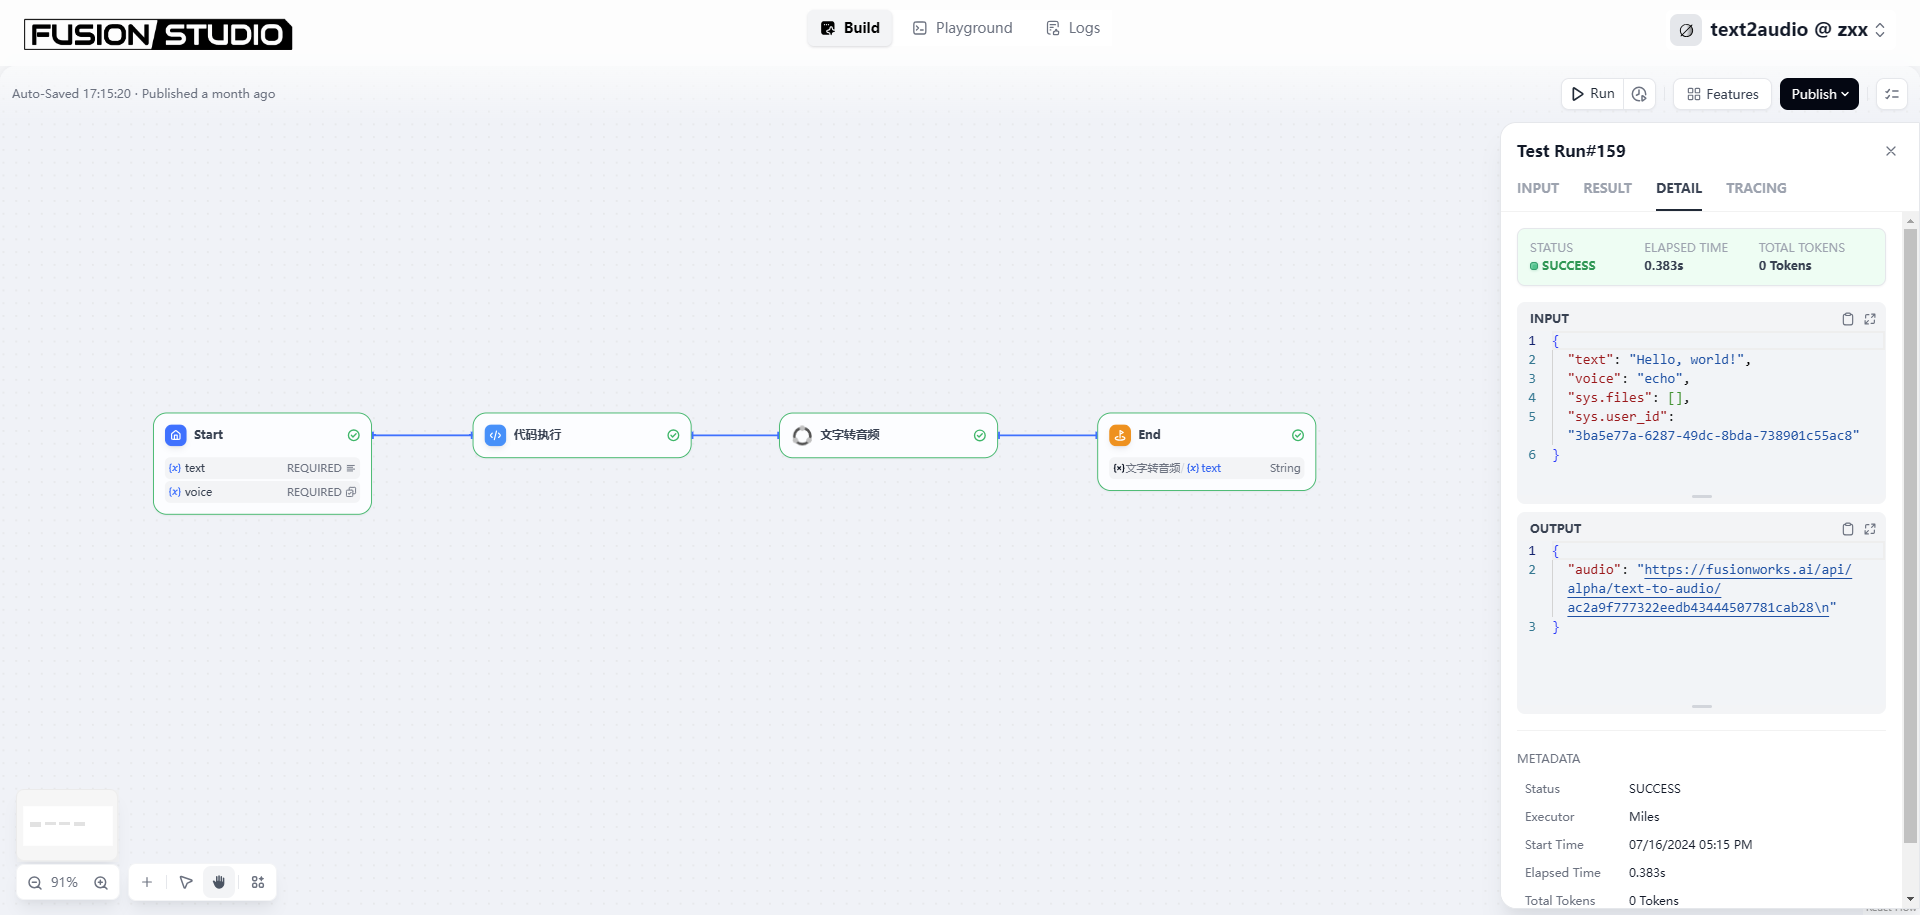 FUSION STUDIO
Build
Playground
Logs
text2audio @ zxx
Auto-Saved 17:15:20 · Published a month ago
Run
Features
Publish
Test Run#159
INPUT RESULT DETAIL TRACING
STATUS ELAPSED TIME TOTAL TOKENS
SUCCESS 0.383s 0 Tokens
INPUT
1 {
2 "text": "Hello, world!",
3 "voice": "echo",
4 "sys.files": [],
5 "sys.user_id":
"3ba5e77a-6287-49dc-8bda-738901c55ac8"
6 }
OUTPUT
1 {
2 "audio": "https://fusionworks.ai/api/
alpha/text-to-audio/
ac2a9f777322eedb43444507781cab28\n"
3 }
METADATA
Status SUCCESS
Executor Miles
Start Time 07/16/2024 05:15 PM
Elapsed Time 0.383s
Total Tokens 0 Tokens
Start
(x) text REQUIRED
(x) voice REQUIRED
代码执行
文字转音频
End
(x)文字转音频/(x) text String
91%